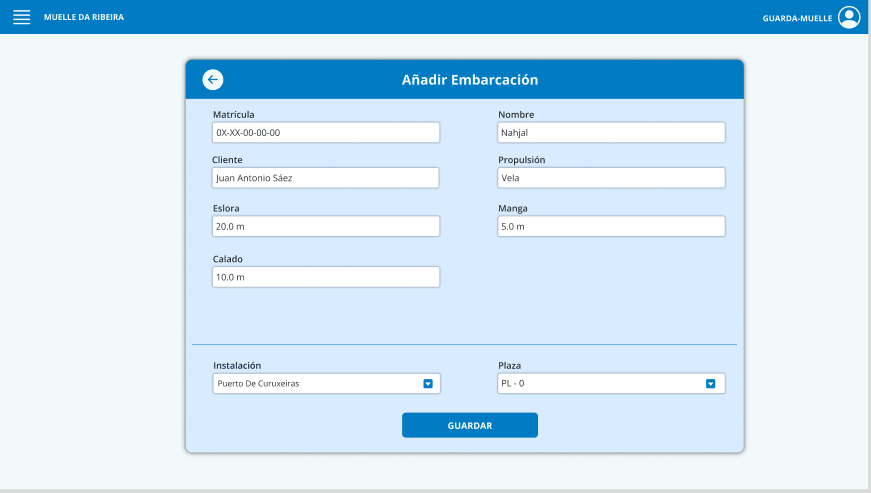 MUELLE DA RIBEIRA
GUARDA-MUELLE
Añadir Embarcación
Matrícula
Nombre
0X-XX-00-00-00
Nahjal
Cliente
Propulsión
Juan Antonio Sáez
Vela
Eslora
Manga
20.0 m
5.0 m
Calado
10.0 m
Instalación
Plaza
Puerto De Curuxeiras
PL - 0
GUARDAR